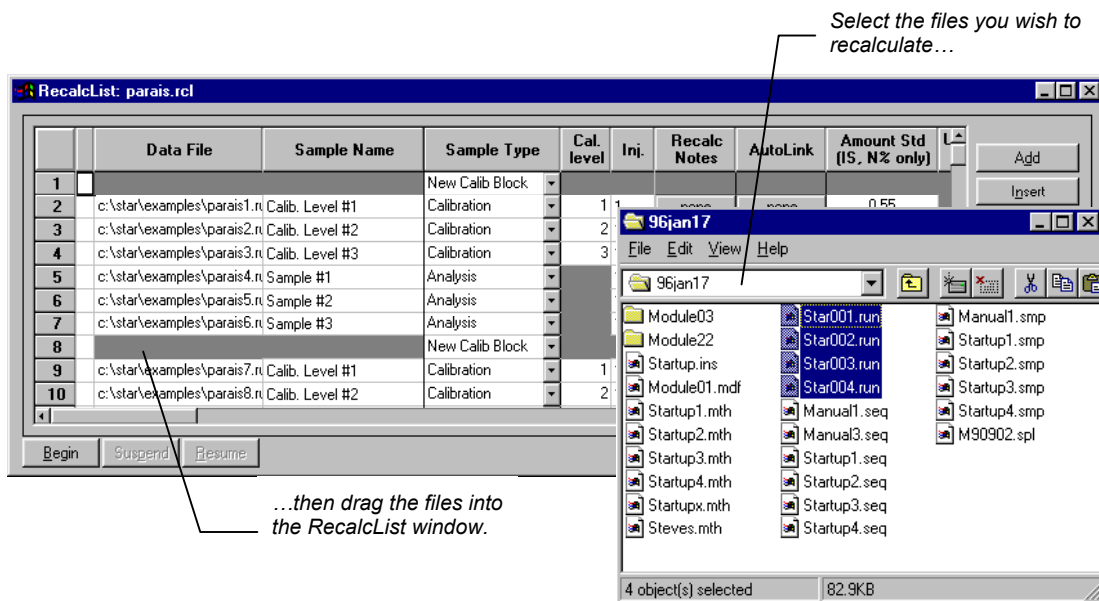 Select the files you wish to
recalculate…
RecalcList: parais.rcl
Data File Sample Name Sample Type Cal. level Inj. Recalc Notes AutoLink Amount Std (IS, N% only)
Add
Insert
1 New Calib Block
2 c:\star\examples\parais1.ru Calib. Level #1 Calibration 1 1 none none 0.55
3 c:\star\examples\parais2.ru Calib. Level #2 Calibration 2
4 c:\star\examples\parais3.ru Calib. Level #3 Calibration 3
5 c:\star\examples\parais4.ru Sample #1 Analysis
6 c:\star\examples\parais5.ru Sample #2 Analysis
7 c:\star\examples\parais6.ru Sample #3 Analysis
8 New Calib Block
9 c:\star\examples\parais7.ru Calib. Level #1 Calibration 1
10 c:\star\examples\parais8.ru Calib. Level #2 Calibration 2
Begin Suspend Resume
96jan17
File Edit View Help
96jan17
Module03 Star001.run Manual1.smp
Module22 Star002.run Startup1.smp
Startup.ins Star003.run Startup2.smp
Module01.mdf Star004.run Startup3.smp
Startup1.mth Manual1.seq Startup4.smp
Startup2.mth Manual3.seq M90902.spl
Startup3.mth Startup1.seq
Startup4.mth Startup2.seq
Startupx.mth Startup3.seq
Steves.mth Startup4.seq
4 object(s) selected 82.9KB
…then drag the files into
the RecalcList window.